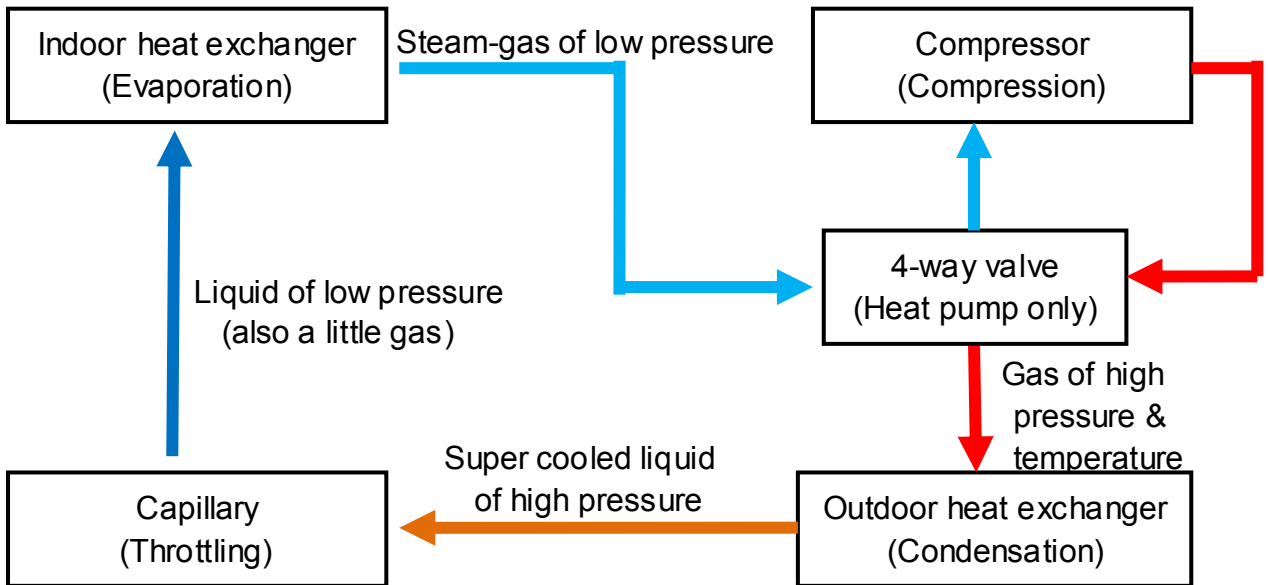 Indoor heat exchanger
(Evaporation)
Steam-gas of low pressure
Compressor
(Compression)
4-way valve
(Heat pump only)
Liquid of low pressure
(also a little gas)
Gas of high
pressure &
temperature
Super cooled liquid
of high pressure
Capillary
(Throttling)
Outdoor heat exchanger
(Condensation)